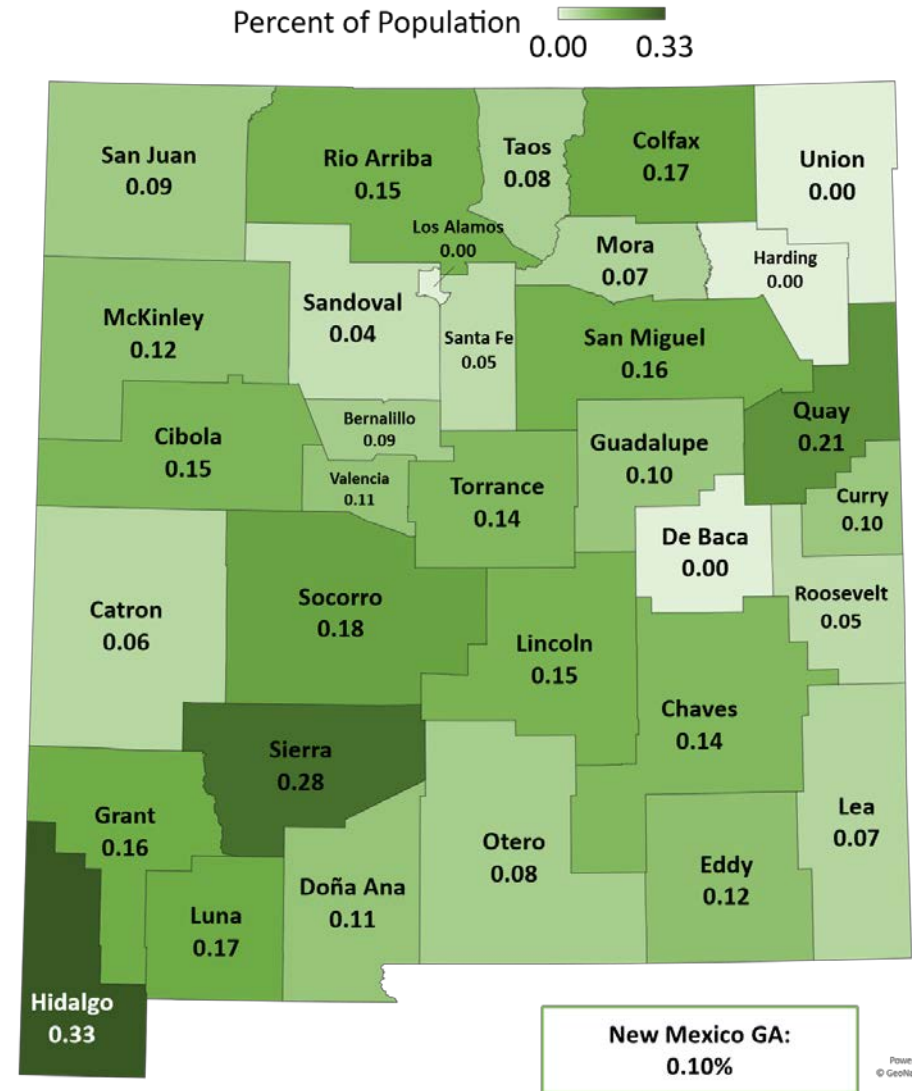 Percent of Population
0.00 0.33
San Juan
0.09
Rio Arriba
0.15
Taos
0.08
Colfax
0.17
Union
0.00
Los Alamos
0.00
Mora
0.07
Harding
0.00
McKinley
0.12
Sandoval
0.04
Santa Fe
0.05
San Miguel
0.16
Quay
0.21
Cibola
0.15
Bernalillo
0.09
Guadalupe
0.10
Valencia
0.11
Torrance
0.14
Curry
0.10
De Baca
0.00
Catron
0.06
Socorro
0.18
Roosevelt
0.05
Lincoln
0.15
Chaves
0.14
Sierra
0.28
Grant
0.16
Lea
0.07
Otero
0.08
Eddy
0.12
Doña Ana
0.11
Luna
0.17
Hidalgo
0.33
New Mexico GA:
0.10%
Powe
© GeoNa